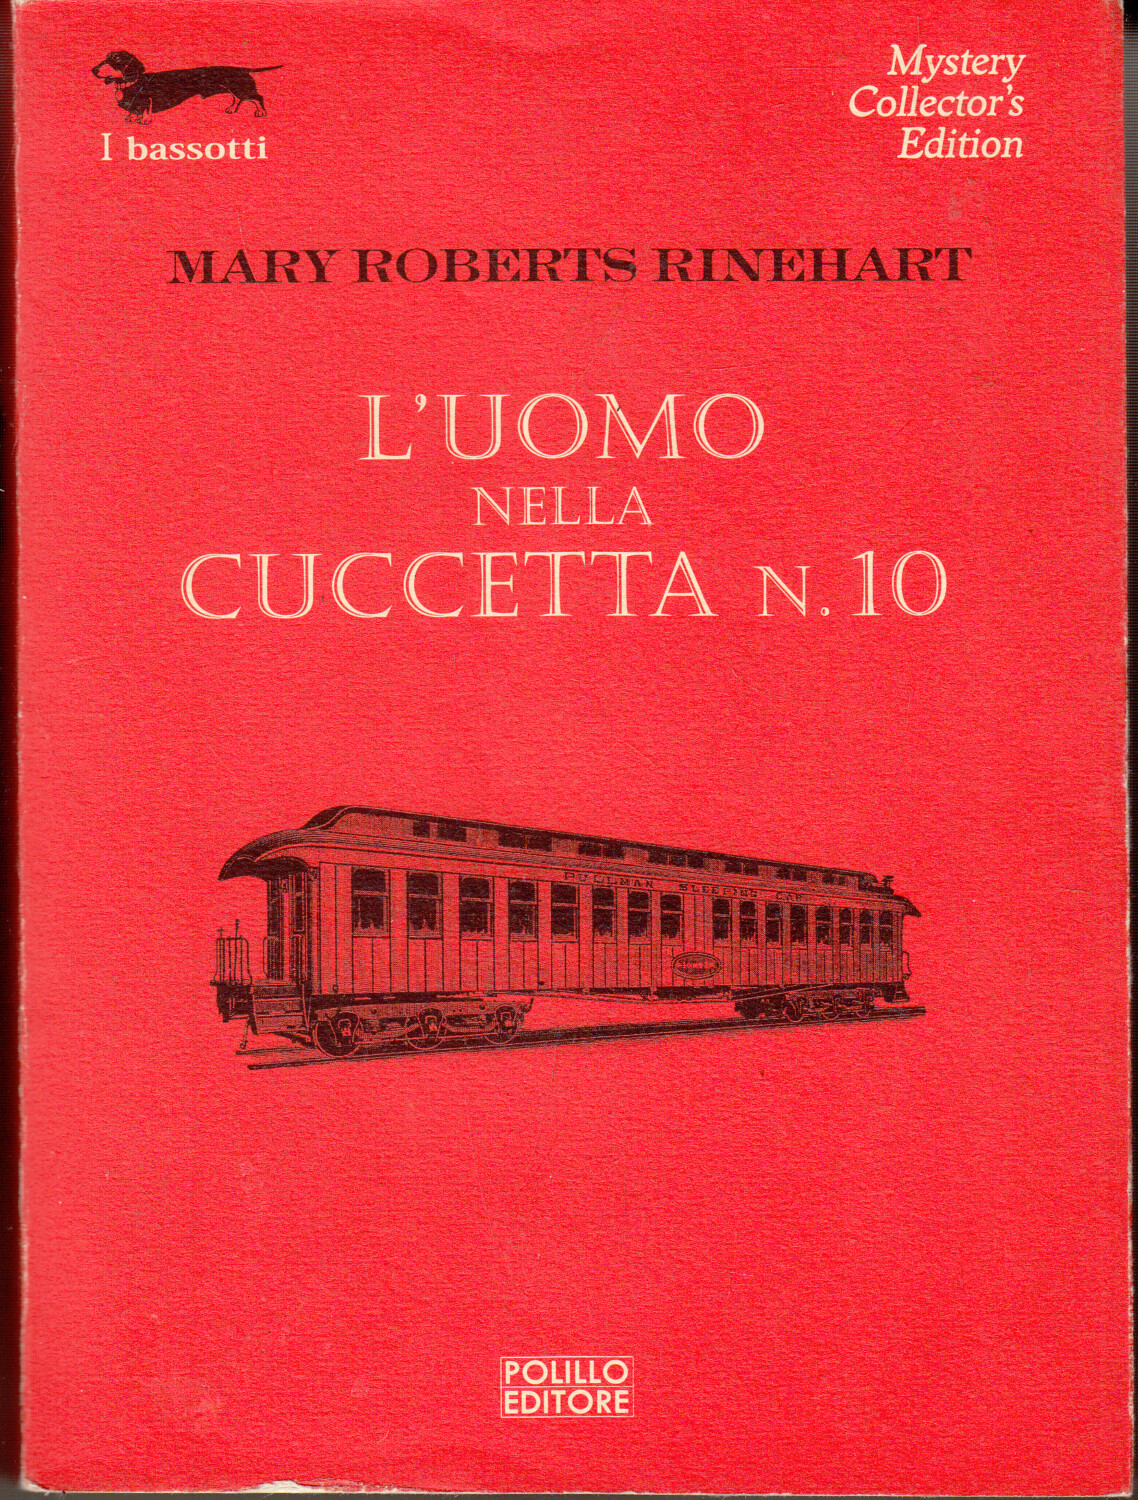 I bassotti
Mystery
Collector's
Edition
MARY ROBERTS RINEHART
L'UOMO
NELLA
CUCCETTA N. 10
PULLMAN SLEEPING CAR
POLILLO
EDITORE